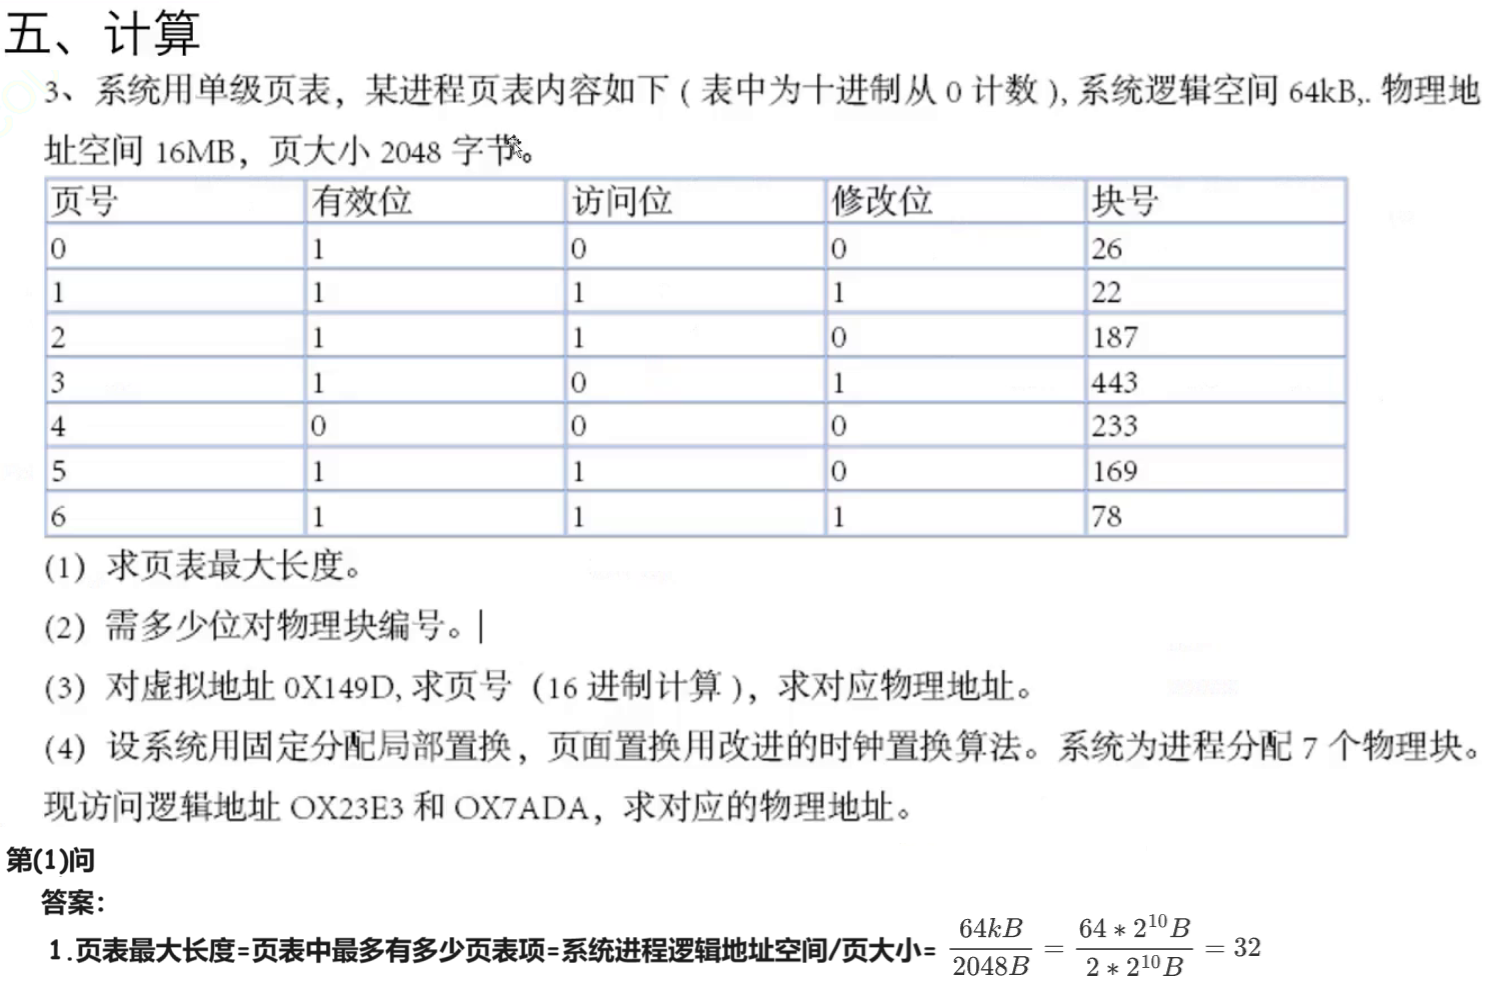 五、计算
3、系统用单级页表，某进程页表内容如下 ( 表中为十进制从 0 计数 ), 系统逻辑空间 64kB,. 物理地
址空间 16MB，页大小 2048 字节。
页号 有效位 访问位 修改位 块号
0 1 0 0 26
1 1 1 1 22
2 1 1 0 187
3 1 0 1 443
4 0 0 0 233
5 1 1 0 169
6 1 1 1 78
(1) 求页表最大长度。
(2) 需多少位对物理块编号。
(3) 对虚拟地址 0X149D, 求页号（16 进制计算 )，求对应物理地址。
(4) 设系统用固定分配局部置换，页面置换用改进的时钟置换算法。系统为进程分配 7 个物理块。
现访问逻辑地址 OX23E3 和 OX7ADA，求对应的物理地址。
第(1)问
答案：
1.页表最大长度=页表中最多有多少页表项=系统进程逻辑地址空间/页大小= 64kB / 2048B = 64 * 2^10 B / 2 * 2^10 B = 32